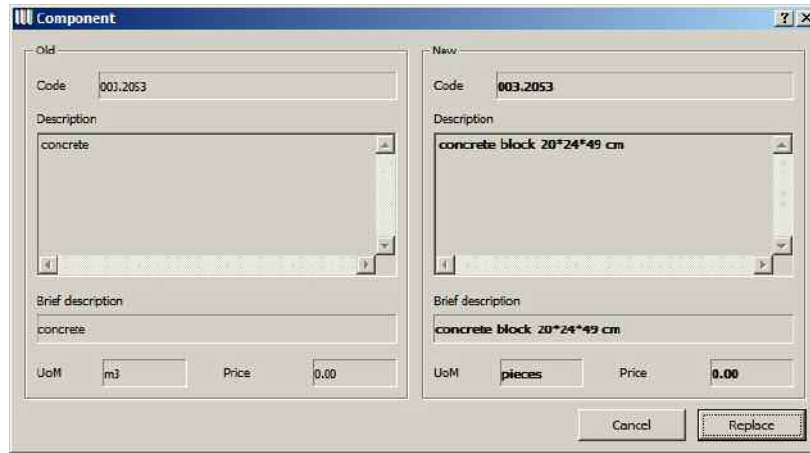 Component
Old
Code 003.2053
Description
concrete
Brief description
concrete
UoM m3 Price 0.00
New
Code 003.2053
Description
concrete block 20*24*49 cm
Brief description
concrete block 20*24*49 cm
UoM pieces Price 0.00
Cancel Replace